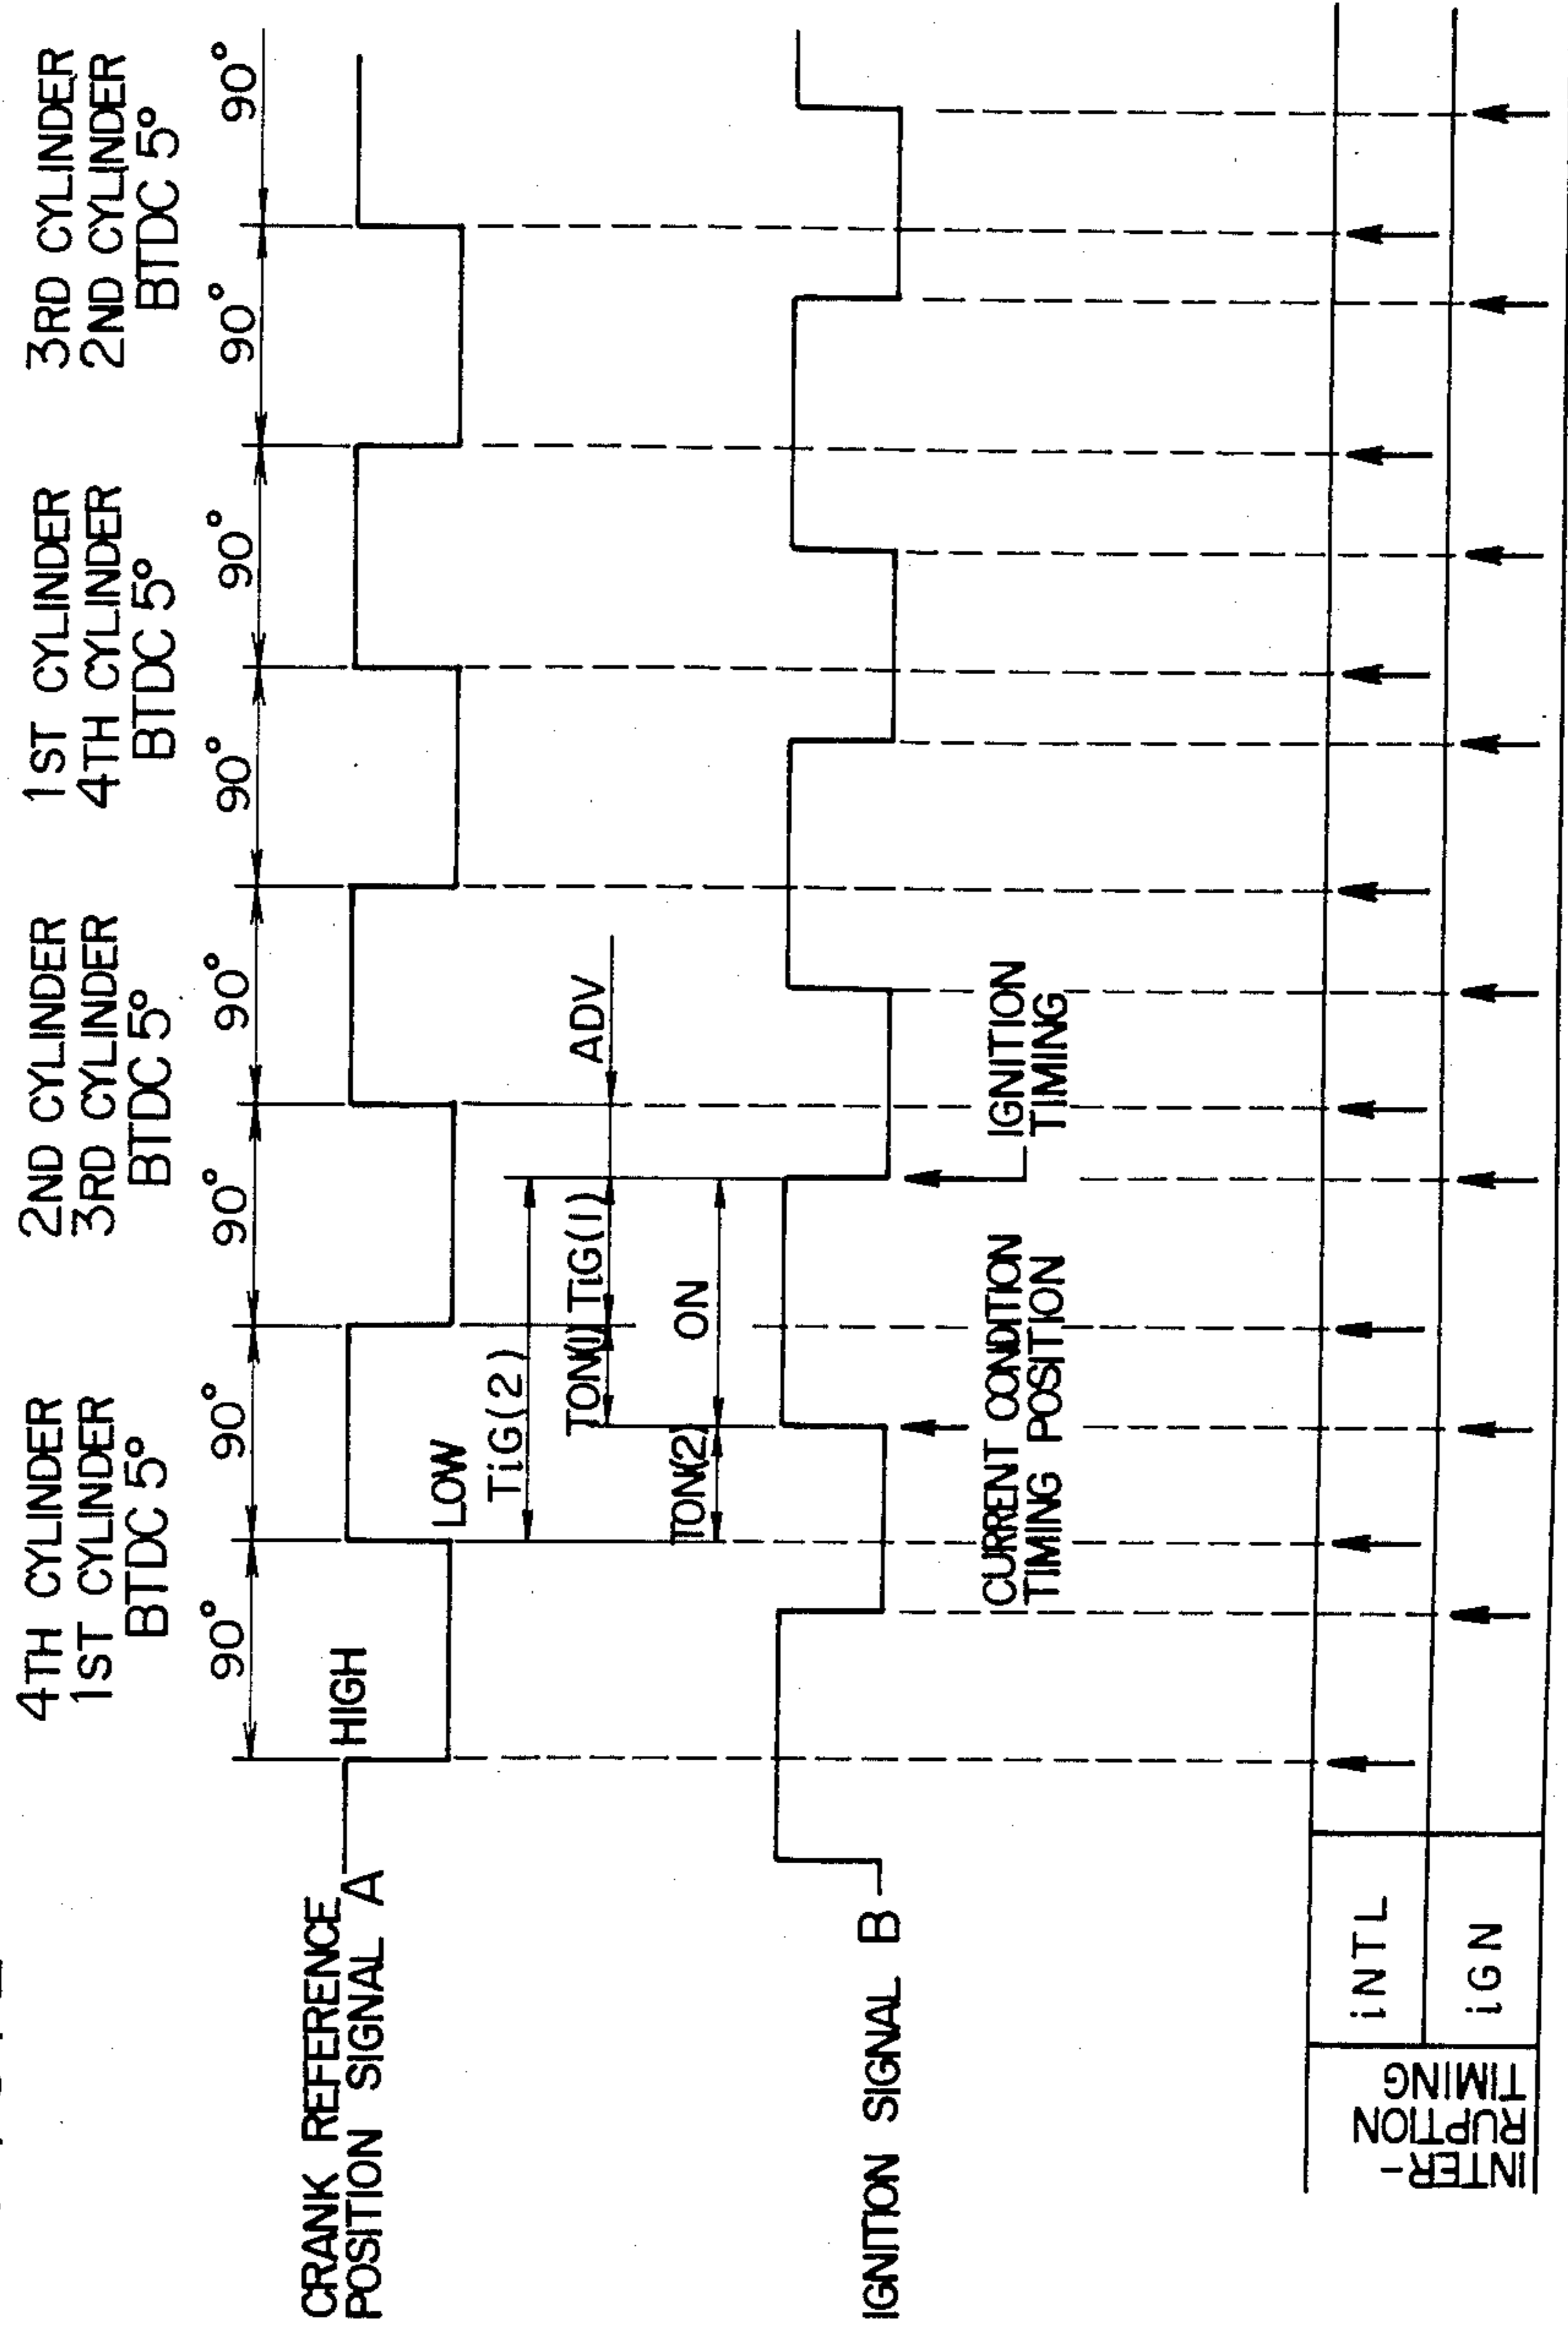 4TH CYLINDER
1ST CYLINDER
BTDC 5°
2ND CYLINDER
3RD CYLINDER
BTDC 5°
1ST CYLINDER
4TH CYLINDER
BTDC 5°
3RD CYLINDER
2ND CYLINDER
BTDC 5°
90° 90° 90° 90° 90° 90° 90° 90°
CRANK REFERENCE
POSITION SIGNAL A
HIGH
LOW
TiG(2)
TON(1) TiG(1)
ADV
TON(2)
ON
IGNITION SIGNAL B
CURRENT CONDITION
TIMING POSITION
IGNITION
TIMING
INTER-
RUPTION
TIMING
iNTL
iGN